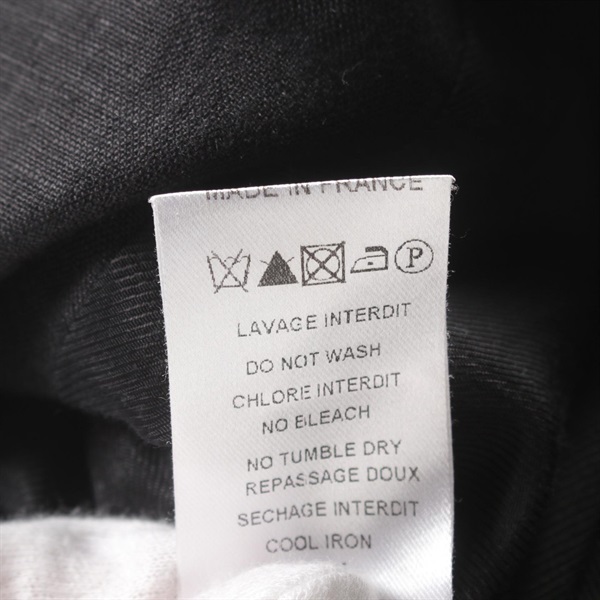 MADE IN FRANCE
P
LAVAGE INTERDIT
DO NOT WASH
CHLORE INTERDIT
NO BLEACH
NO TUMBLE DRY
REPASSAGE DOUX
SECHAGE INTERDIT
COOL IRON